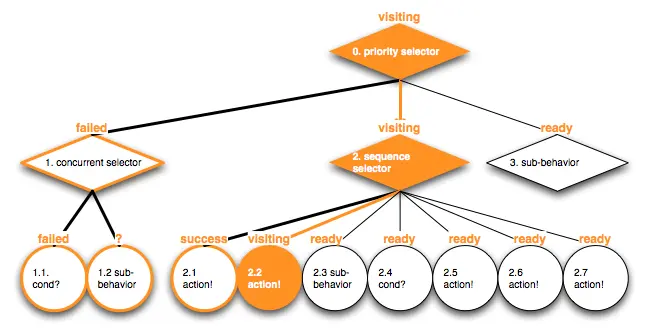 visiting
0. priority selector
failed
visiting
ready
1. concurrent selector
2. sequence
selector
3. sub-behavior
failed
?
success
visiting
ready
ready
ready
ready
ready
1.1.
cond?
1.2 sub-
behavior
2.1
action!
2.2
action!
2.3 sub-
behavior
2.4
cond?
2.5
action!
2.6
action!
2.7
action!